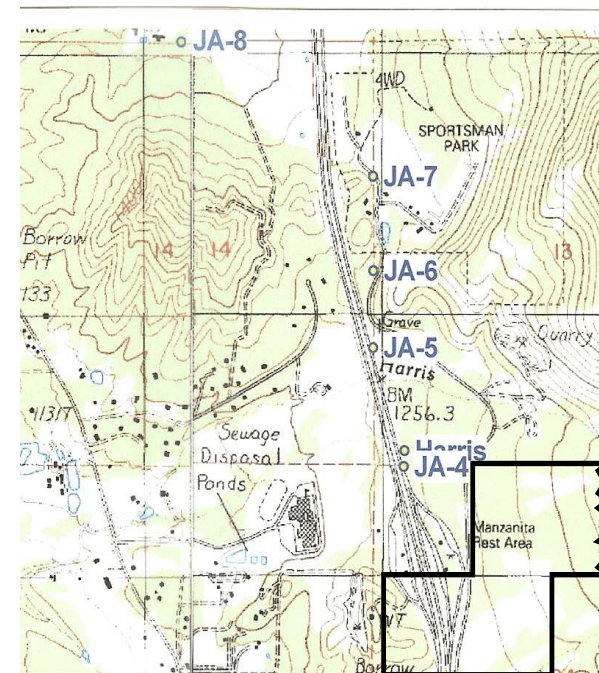 JA-8
4WD
SPORTSMAN
PARK
JA-7
Borrow
Pit
133
14
14
13
JA-6
Grave
Quarry
JA-5
Harris
BM
1256.3
Sewage
Disposal
Ponds
Harris
JA-4
Manzanita
Rest Area
WT
Borrow